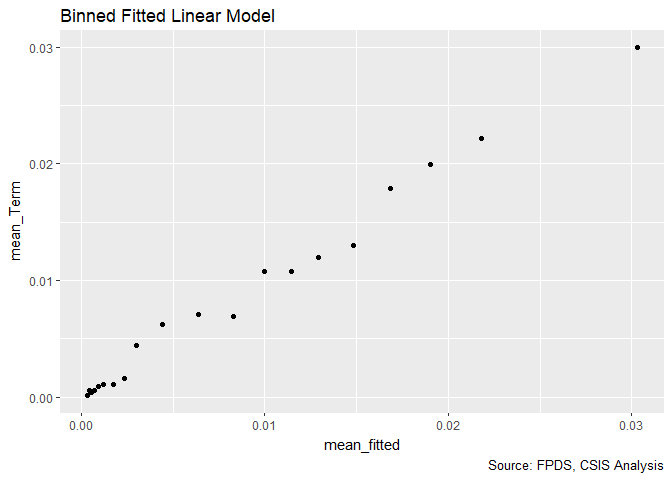 Binned Fitted Linear Model
mean_Term
0.03
0.02
0.01
0.00
0.00 0.01 0.02 0.03
mean_fitted
Source: FPDS, CSIS Analysis